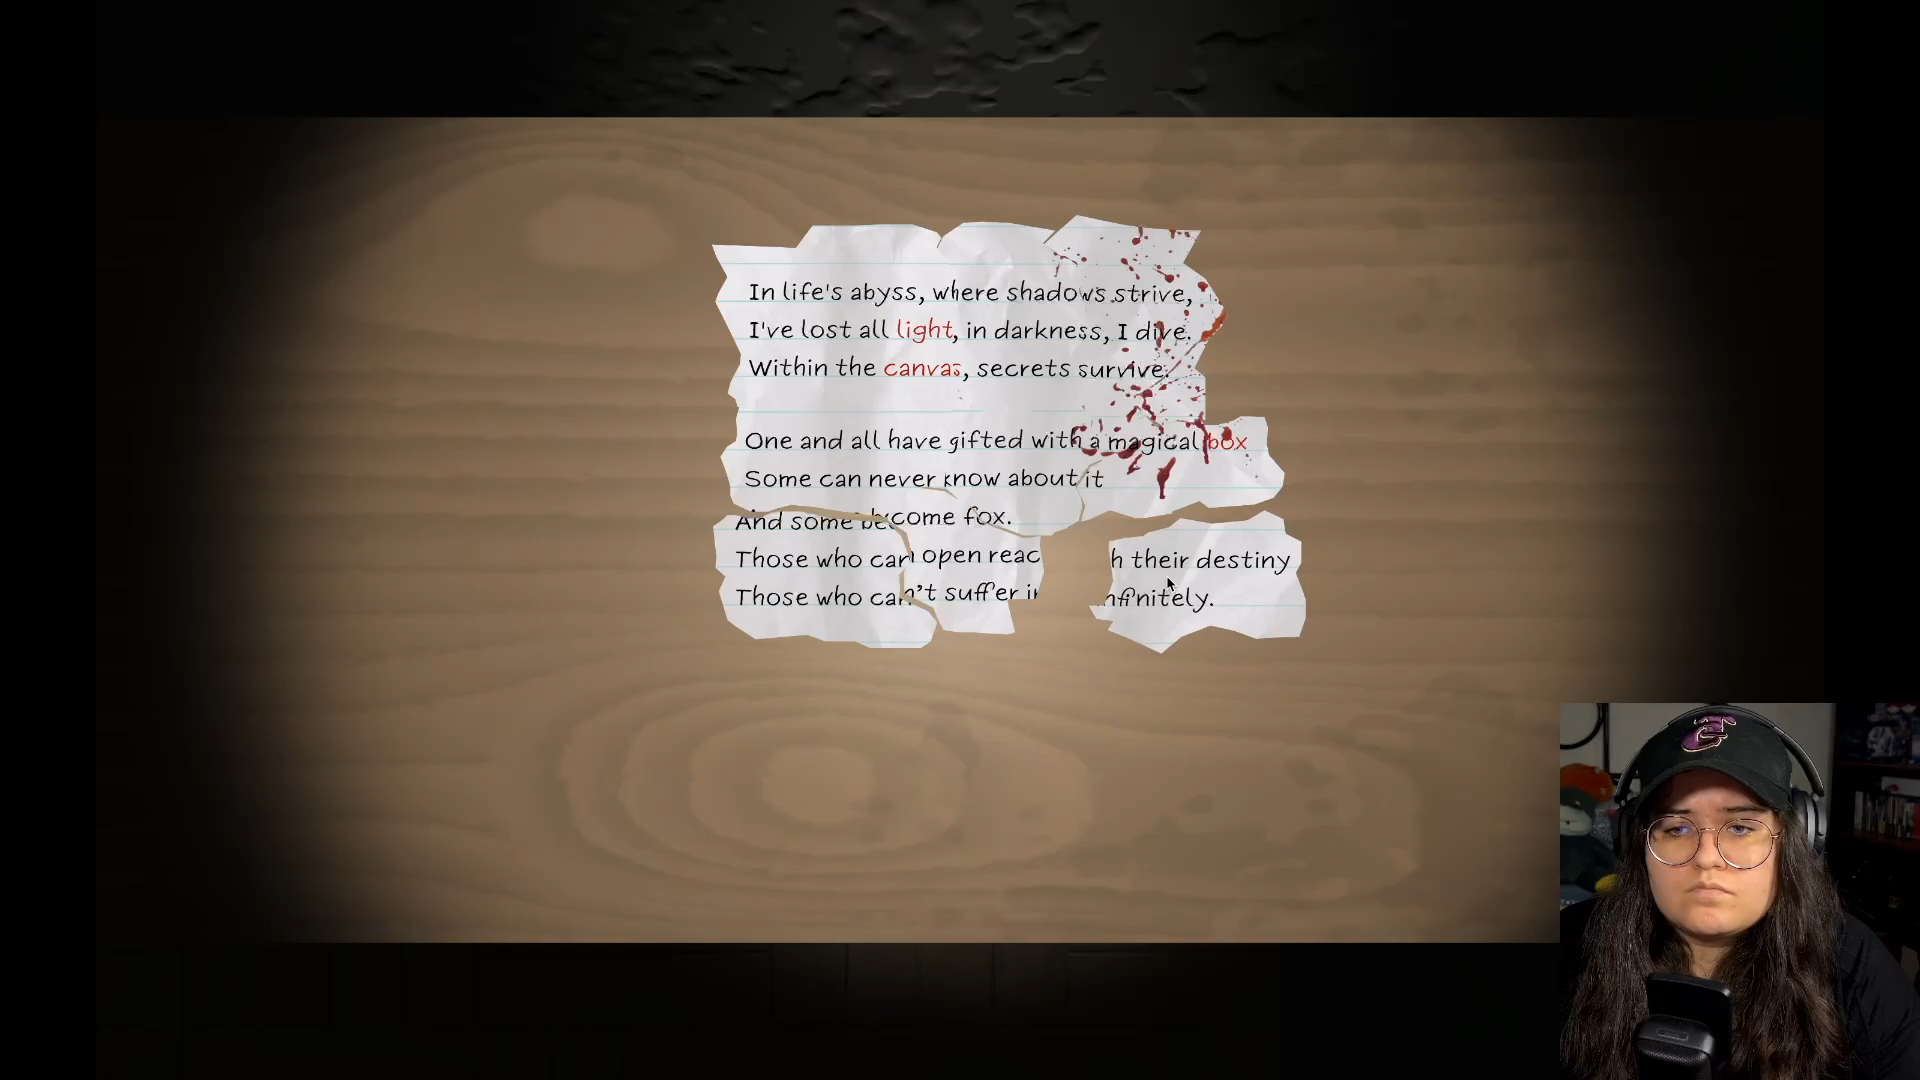 In life's abyss, where shadows strive,
I've lost all light, in darkness, I dive.
Within the canvas, secrets survive.
One and all have gifted with a magical box
Some can never know about it
And some become fox.
Those who can open reach their destiny
Those who can't suffer infinitely.